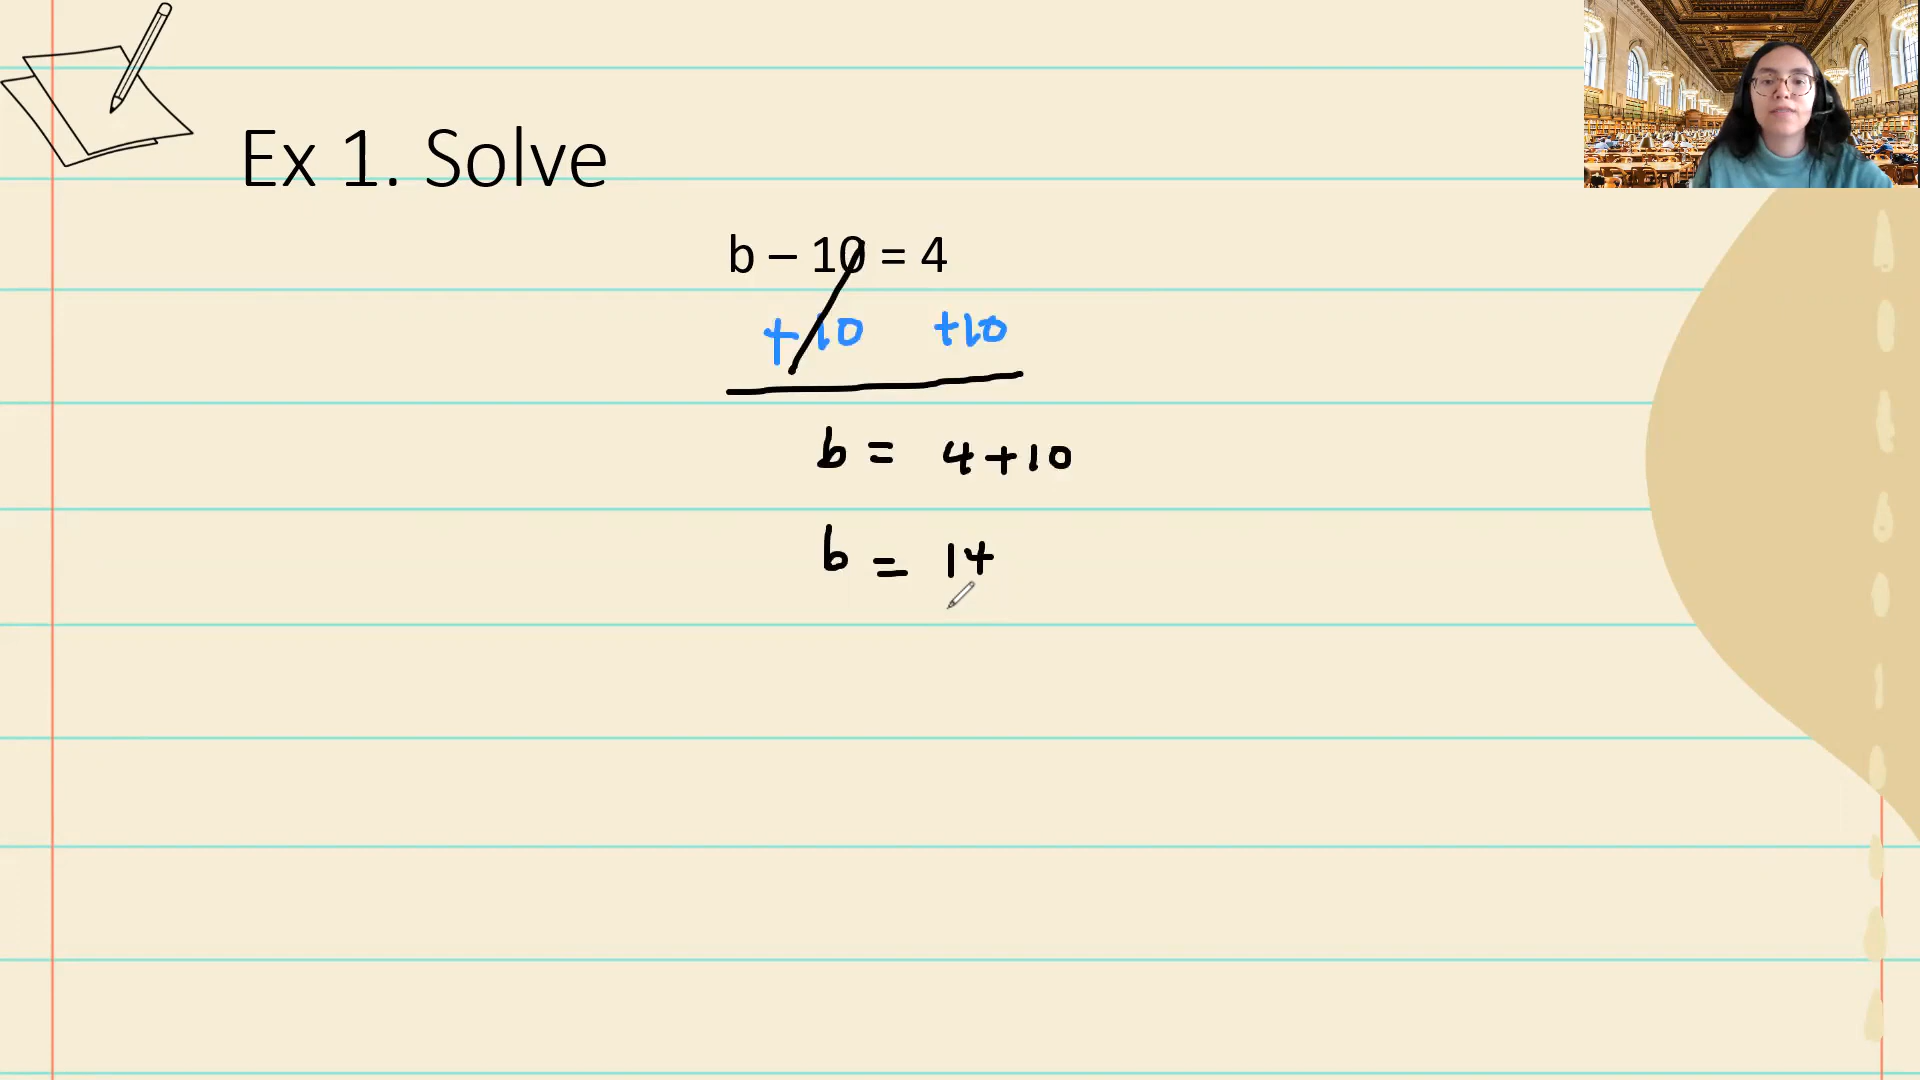 Ex 1. Solve
b – 10 = 4
+10 +10
b = 4+10
b = 14